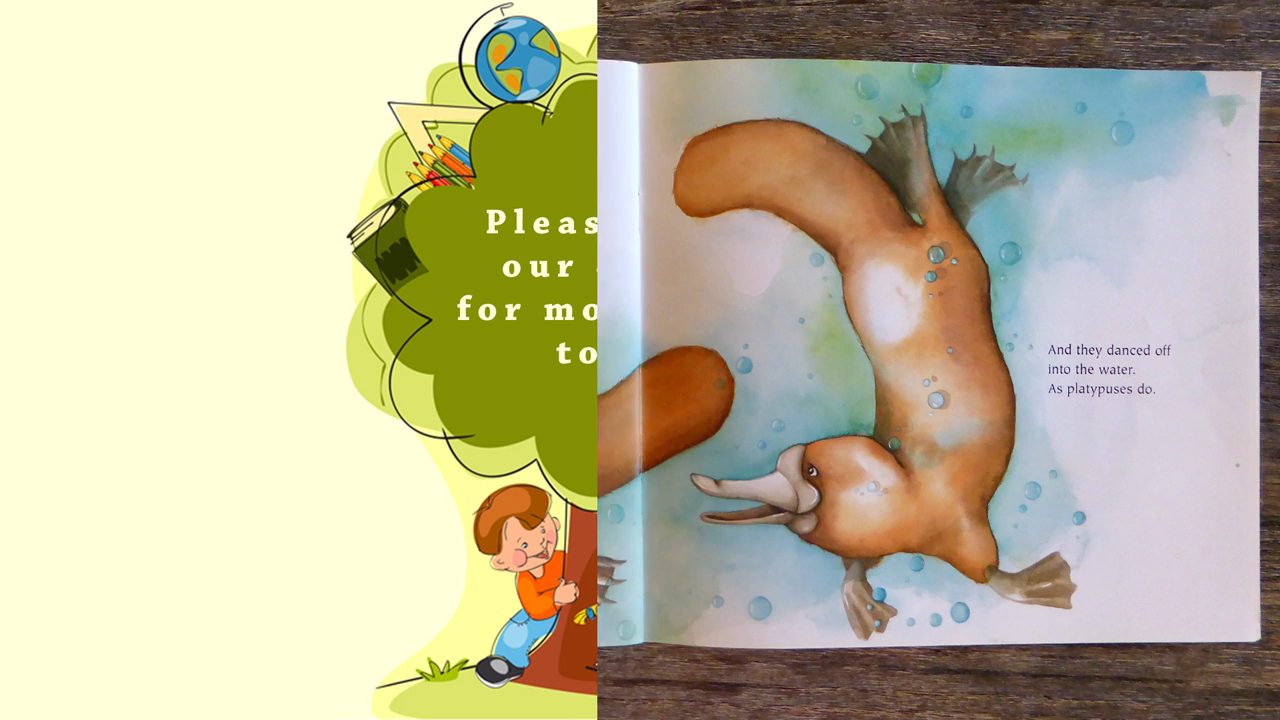 Pleas
our
for mo
to
And they danced off
into the water.
As platypuses do.